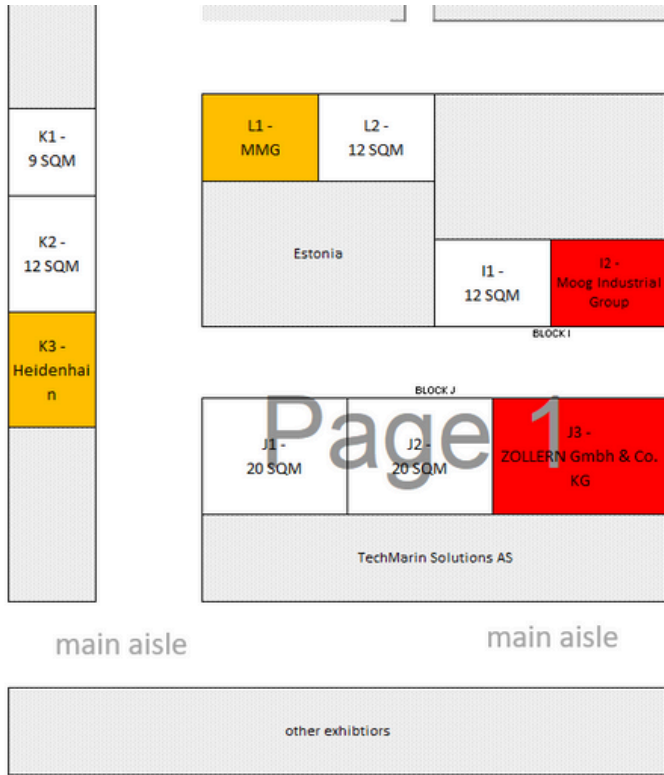 K1 -
9 SQM
K2 -
12 SQM
K3 -
Heidenhai
n
L1 -
MMG
L2 -
12 SQM
Estonia
I1 -
12 SQM
I2 -
Moog Industrial
Group
BLOCK I
BLOCK J
Page 1
J1 -
20 SQM
J2 -
20 SQM
J3 -
ZOLLERN Gmbh & Co.
KG
TechMarin Solutions AS
main aisle
main aisle
other exhibtiors